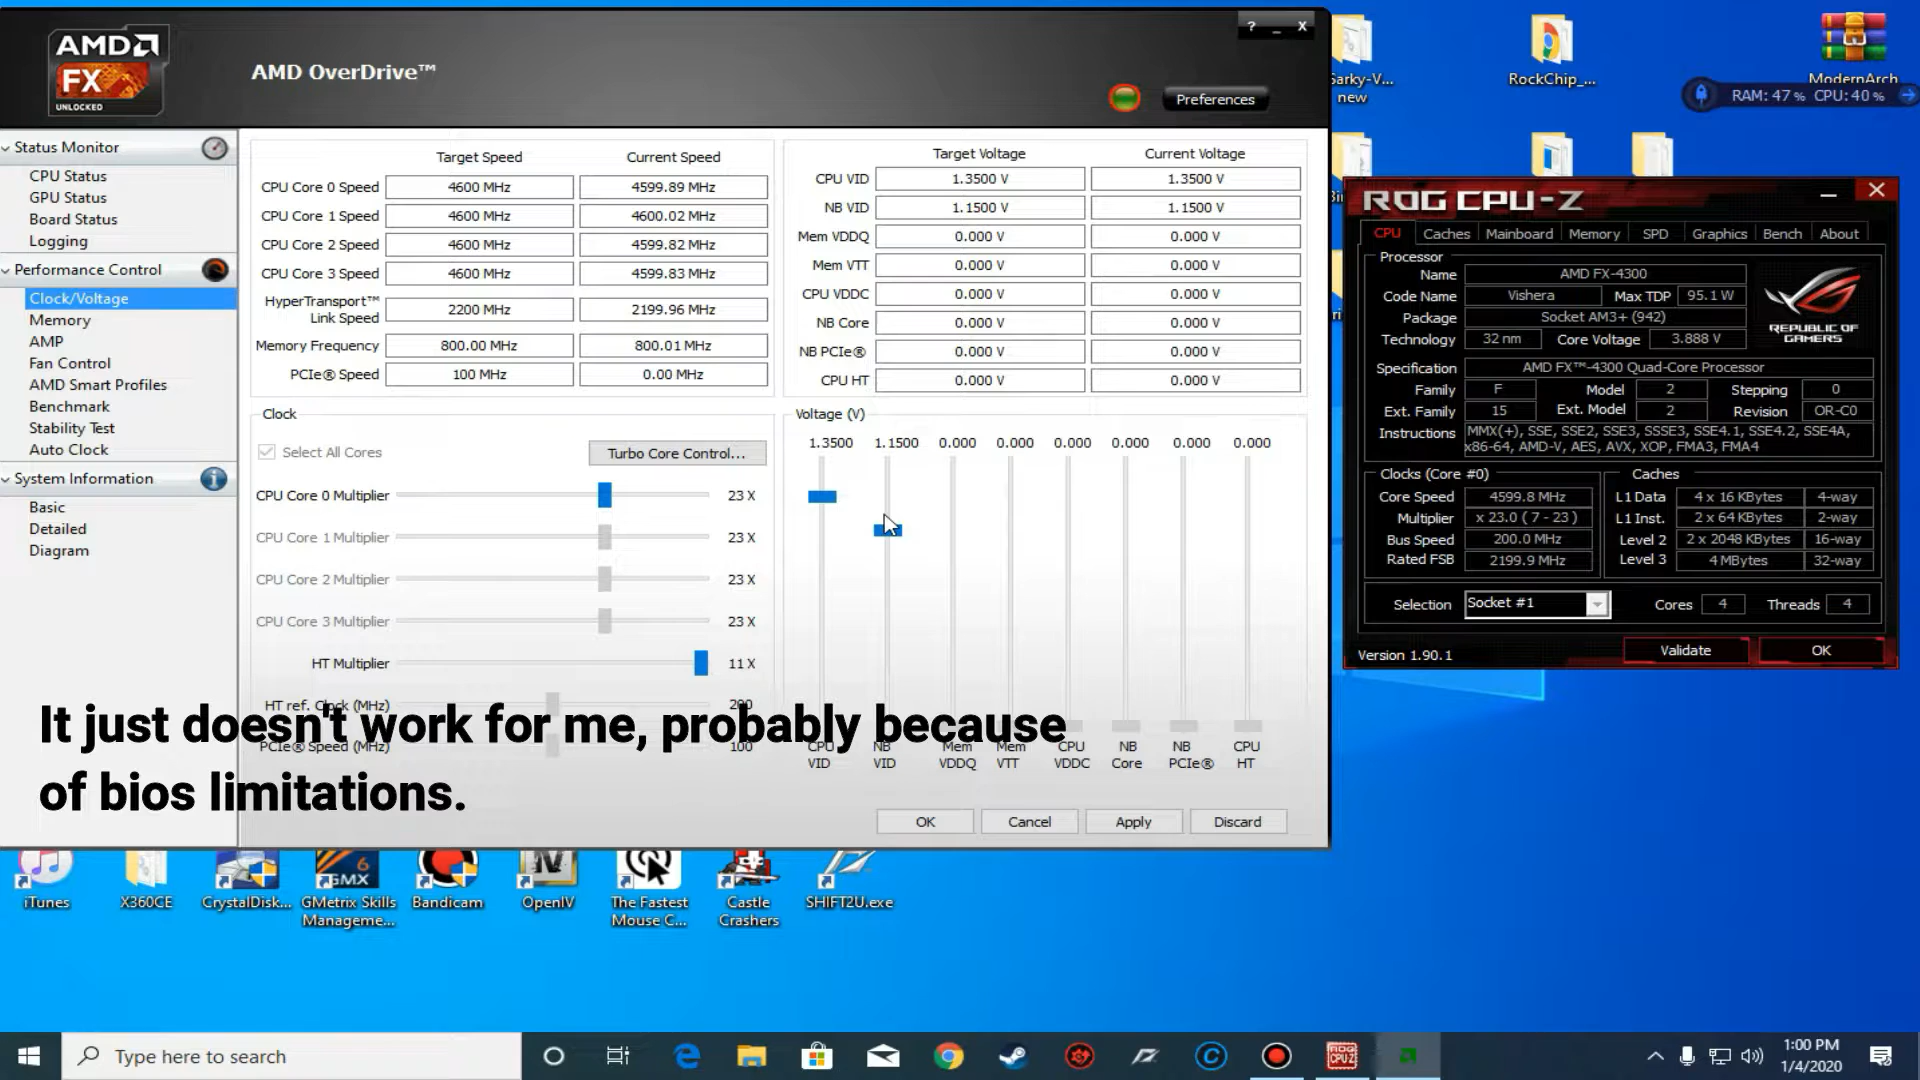 AMD
FX
UNLOCKED
AMD OverDrive™
? _ X
Preferences
Status Monitor
CPU Status
GPU Status
Board Status
Logging
Performance Control
Clock/Voltage
Memory
AMP
Fan Control
AMD Smart Profiles
Benchmark
Stability Test
Auto Clock
System Information
Basic
Detailed
Diagram
Target Speed Current Speed
CPU Core 0 Speed 4600 MHz 4599.89 MHz
CPU Core 1 Speed 4600 MHz 4600.02 MHz
CPU Core 2 Speed 4600 MHz 4599.82 MHz
CPU Core 3 Speed 4600 MHz 4599.83 MHz
HyperTransport™
Link Speed 2200 MHz 2199.96 MHz
Memory Frequency 800.00 MHz 800.01 MHz
PCIe® Speed 100 MHz 0.00 MHz
Target Voltage Current Voltage
CPU VID 1.3500 V 1.3500 V
NB VID 1.1500 V 1.1500 V
Mem VDDQ 0.000 V 0.000 V
Mem VTT 0.000 V 0.000 V
CPU VDDC 0.000 V 0.000 V
NB Core 0.000 V 0.000 V
NB PCIe® 0.000 V 0.000 V
CPU HT 0.000 V 0.000 V
Clock
Select All Cores Turbo Core Control...
CPU Core 0 Multiplier 23 X
CPU Core 1 Multiplier 23 X
CPU Core 2 Multiplier 23 X
CPU Core 3 Multiplier 23 X
HT Multiplier 11 X
HT ref. Clock (MHz) 200
PCIe® Speed (MHz) 100
Voltage (V)
1.3500 1.1500 0.000 0.000 0.000 0.000 0.000 0.000
CPU NB Mem Mem CPU NB NB CPU
VID VID VDDQ VTT VDDC Core PCIe® HT
OK Cancel Apply Discard
It just doesn't work for me, probably because
of bios limitations.
Sarky-V...
new
RockChip_...
ModernArch
RAM: 47 % CPU: 40 %
ROG CPU-Z
CPU Caches Mainboard Memory SPD Graphics Bench About
Processor
Name AMD FX-4300
Code Name Vishera Max TDP 95.1 W
Package Socket AM3+ (942)
Technology 32 nm Core Voltage 3.888 V
REPUBLIC OF
GAMERS
Specification AMD FX™-4300 Quad-Core Processor
Family F Model 2 Stepping 0
Ext. Family 15 Ext. Model 2 Revision OR-C0
Instructions MMX(+), SSE, SSE2, SSE3, SSSE3, SSE4.1, SSE4.2, SSE4A,
x86-64, AMD-V, AES, AVX, XOP, FMA3, FMA4
Clocks (Core #0)
Core Speed 4599.8 MHz
Multiplier x 23.0 ( 7 - 23 )
Bus Speed 200.0 MHz
Rated FSB 2199.9 MHz
Caches
L1 Data 4 x 16 KBytes 4-way
L1 Inst. 2 x 64 KBytes 2-way
Level 2 2 x 2048 KBytes 16-way
Level 3 4 MBytes 32-way
Selection Socket #1 Cores 4 Threads 4
Version 1.90.1 Validate OK
iTunes
X360CE
CrystalDisk...
6
GMX
GMetrix Skills
Manageme...
Bandicam
IV
OpenIV
The Fastest
Mouse C...
Castle
Crashers
SHIFT2U.exe
Type here to search
ROG
CPU Z
1:00 PM
1/4/2020